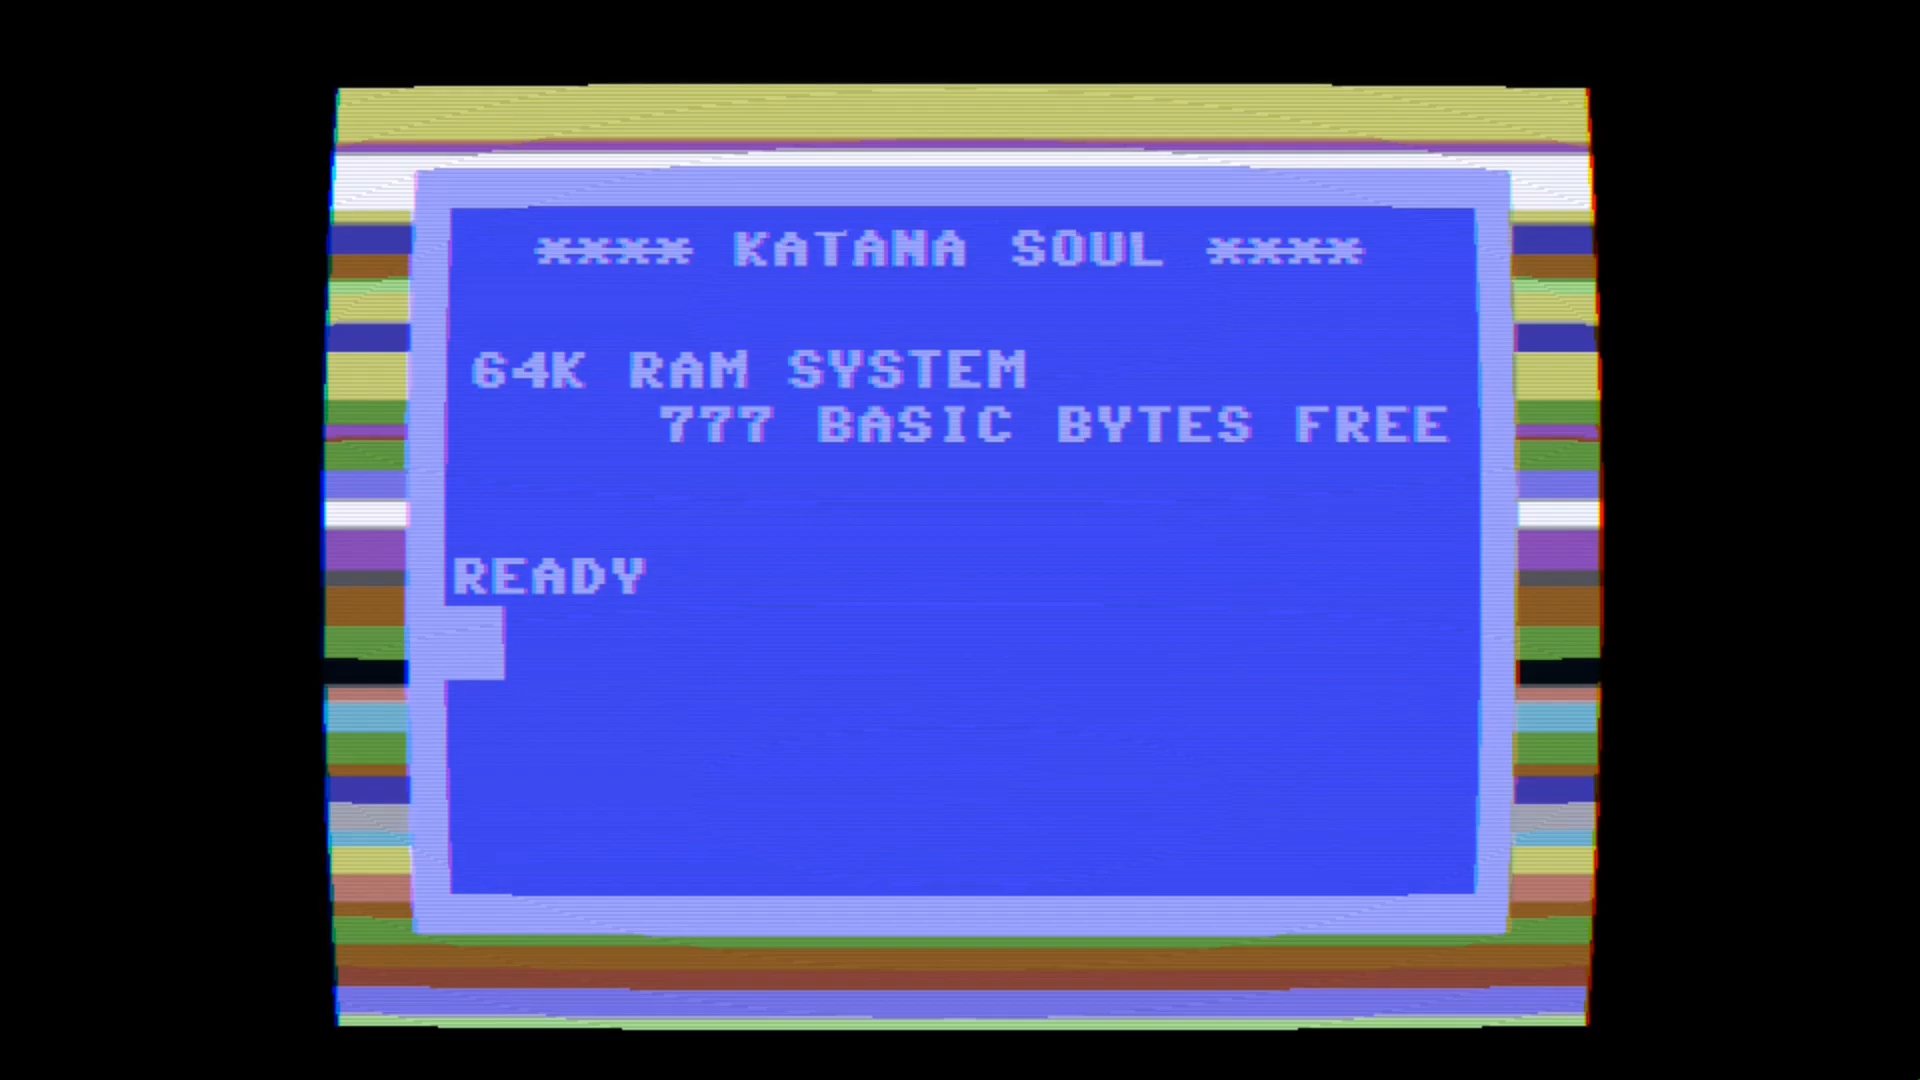 **** KATANA SOUL ****
64K RAM SYSTEM
777 BASIC BYTES FREE
READY